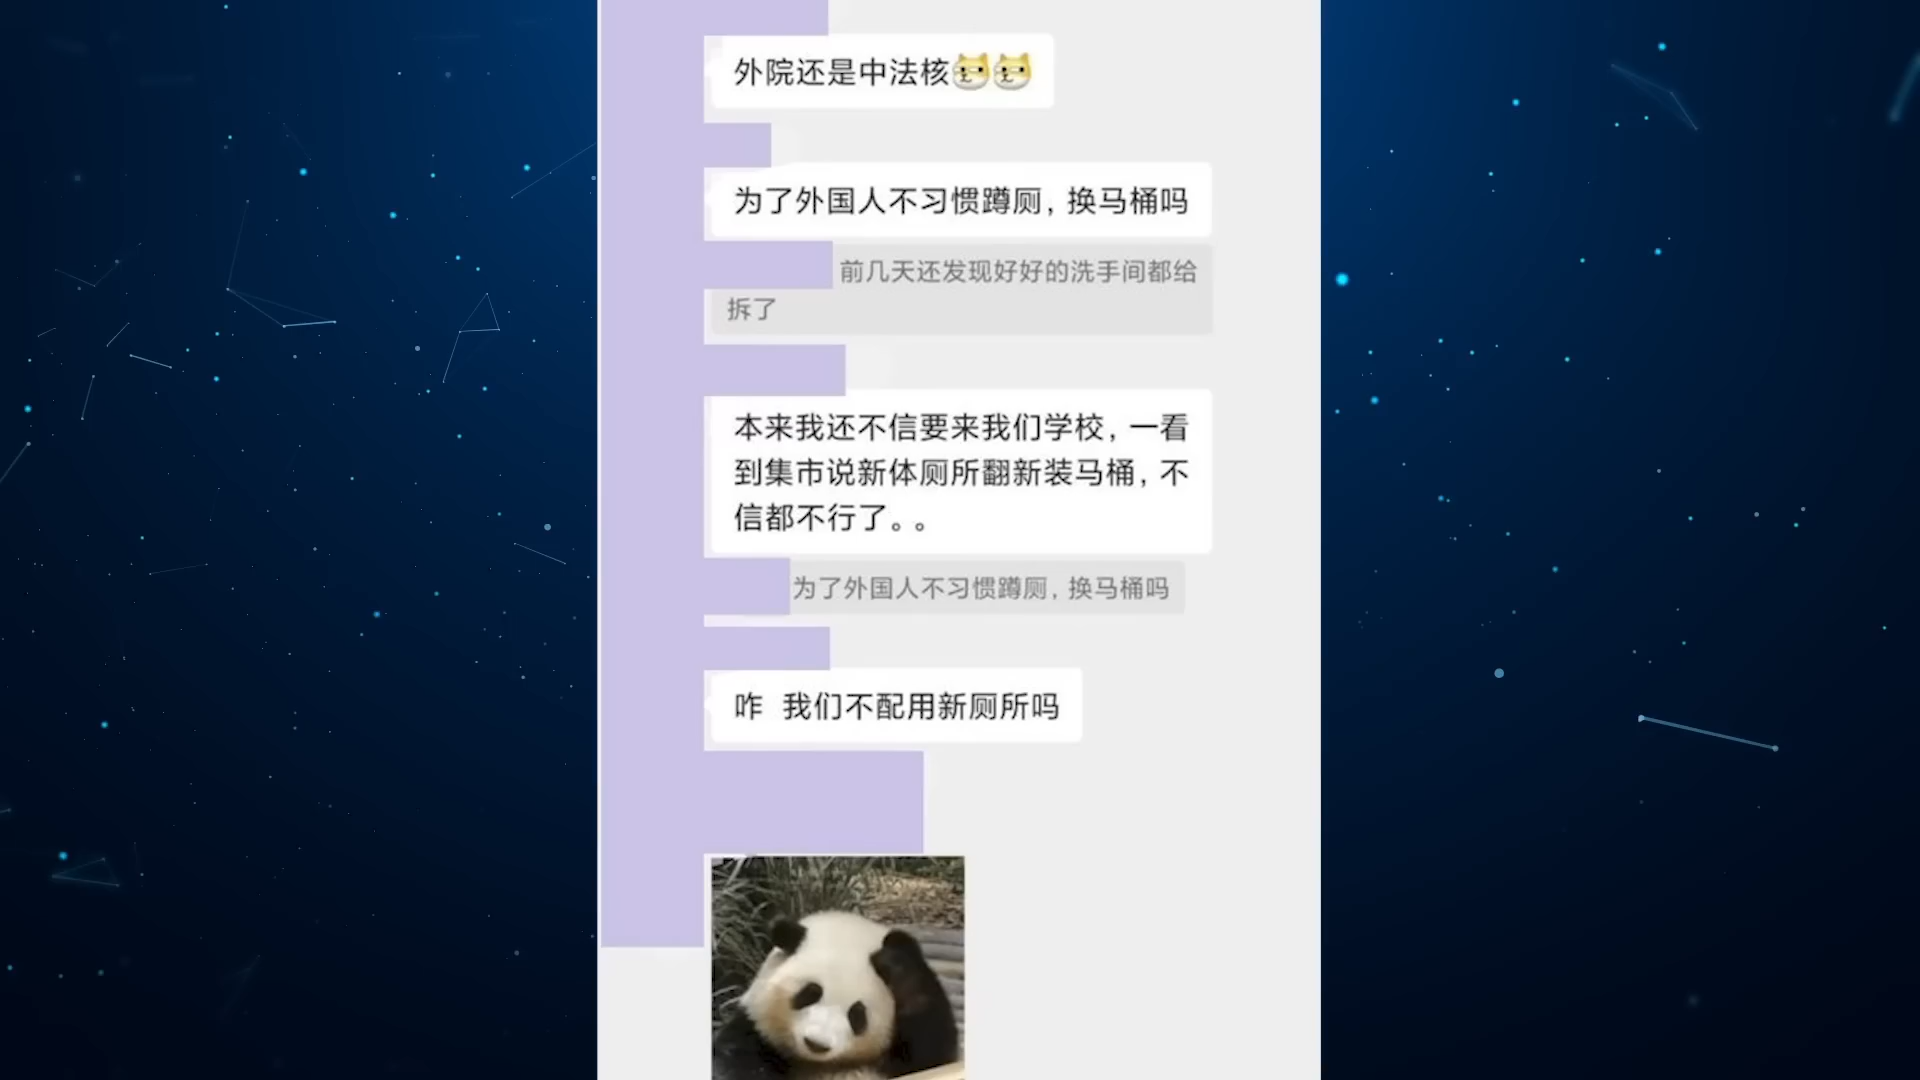 外院还是中法核
为了外国人不习惯蹲厕，换马桶吗
前几天还发现好好的洗手间都给
拆了
本来我还不信要来我们学校，一看
到集市说新体厕所翻新装马桶，不
信都不行了。。
为了外国人不习惯蹲厕，换马桶吗
咋 我们不配用新厕所吗